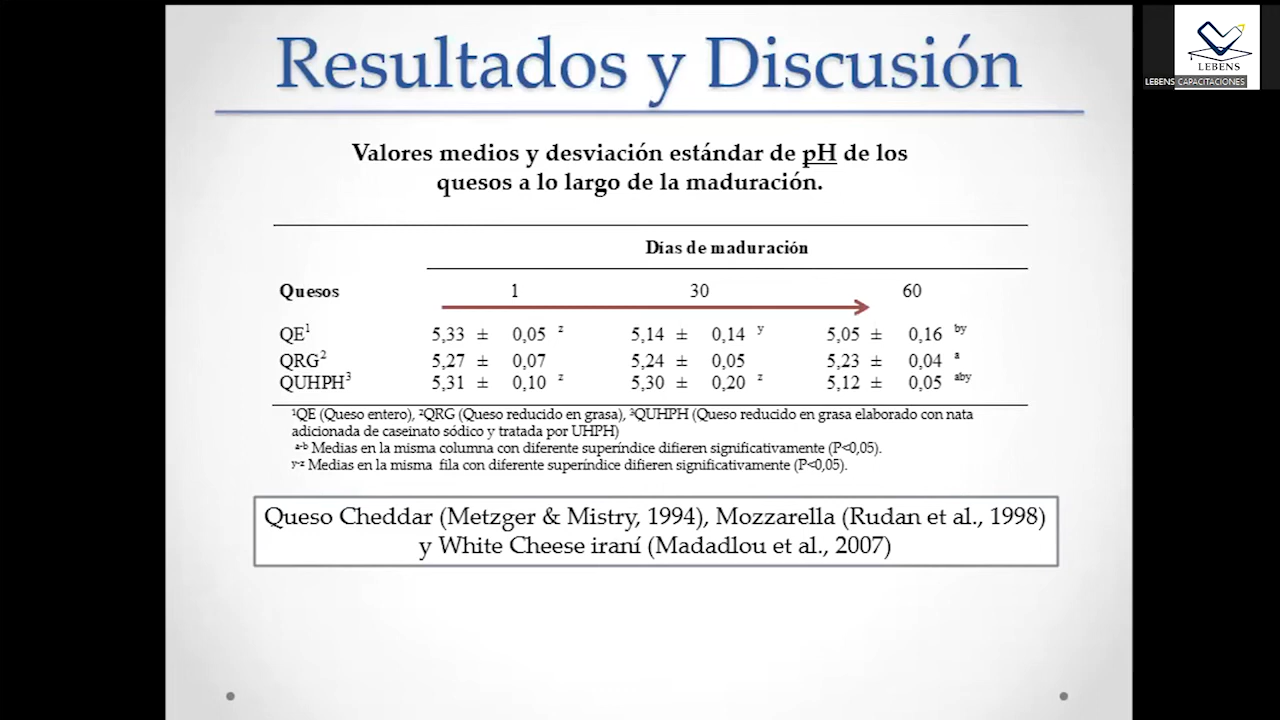 Resultados y Discusión
LEBENS
LEBENS CAPACITACIONES
Valores medios y desviación estándar de pH de los
quesos a lo largo de la maduración.
Días de maduración
Quesos 1 30 60
QE¹ 5,33 ± 0,05 ᶻ 5,14 ± 0,14 ʸ 5,05 ± 0,16 ᵇʸ
QRG² 5,27 ± 0,07 5,24 ± 0,05 5,23 ± 0,04 ᵃ
QUHPH³ 5,31 ± 0,10 ᶻ 5,30 ± 0,20 ᶻ 5,12 ± 0,05 ᵃᵇʸ
¹QE (Queso entero), ²QRG (Queso reducido en grasa), ³QUHPH (Queso reducido en grasa elaborado con nata
adicionada de caseinato sódico y tratada por UHPH)
ᵃ⁻ᵇ Medias en la misma columna con diferente superíndice difieren significativamente (P<0,05).
ʸ⁻ᶻ Medias en la misma fila con diferente superíndice difieren significativamente (P<0,05).
Queso Cheddar (Metzger & Mistry, 1994), Mozzarella (Rudan et al., 1998)
y White Cheese iraní (Madadlou et al., 2007)